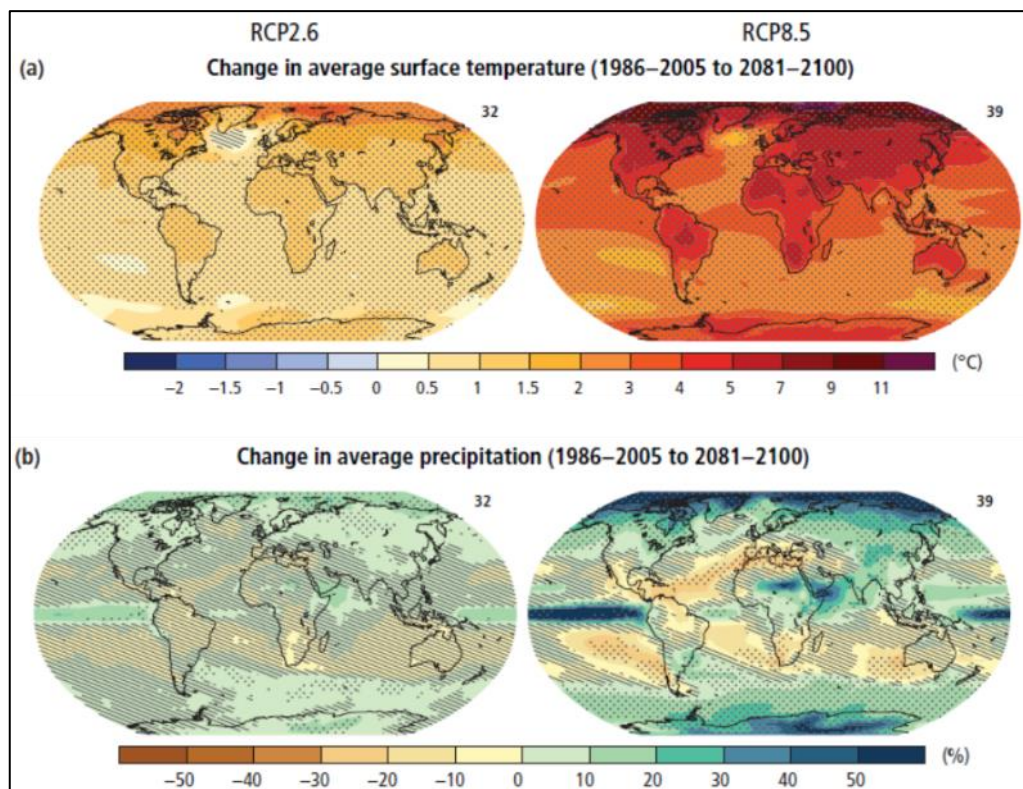 RCP2.6 RCP8.5
(a) Change in average surface temperature (1986–2005 to 2081–2100)
32 39
−2 −1.5 −1 −0.5 0 0.5 1 1.5 2 3 4 5 7 9 11 (°C)
(b) Change in average precipitation (1986–2005 to 2081–2100)
32 39
−50 −40 −30 −20 −10 0 10 20 30 40 50 (%)